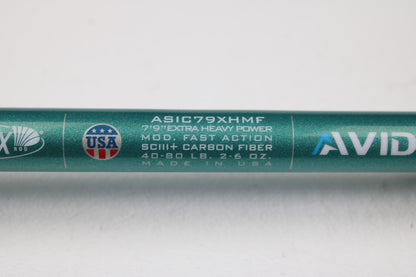 X
ROD
USA
ASIC79XHMF
7'9" EXTRA HEAVY POWER
MOD. FAST ACTION
SCIII+ CARBON FIBER
40-80 LB. 2-6 OZ.
MADE IN USA
AVID